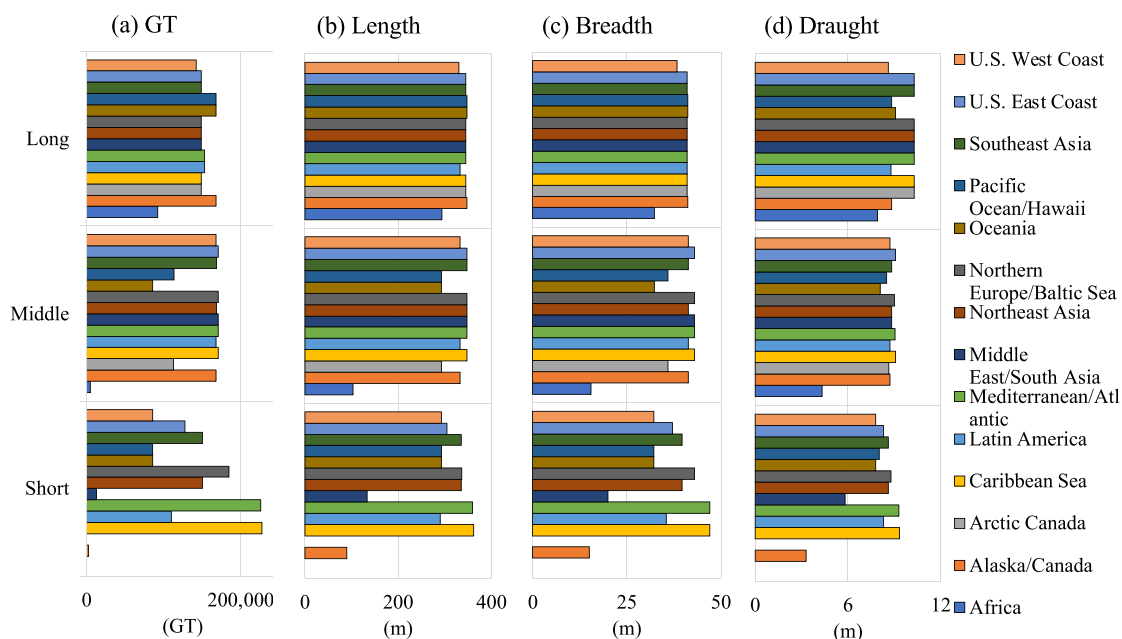 (a) GT
(b) Length
(c) Breadth
(d) Draught
Long
Middle
Short
0
200,000
(GT)
0
200
400
(m)
0
25
50
(m)
0
6
12
(m)
U.S. West Coast
U.S. East Coast
Southeast Asia
Pacific
Ocean/Hawaii
Oceania
Northern
Europe/Baltic Sea
Northeast Asia
Middle
East/South Asia
Mediterranean/Atl
antic
Latin America
Caribbean Sea
Arctic Canada
Alaska/Canada
Africa